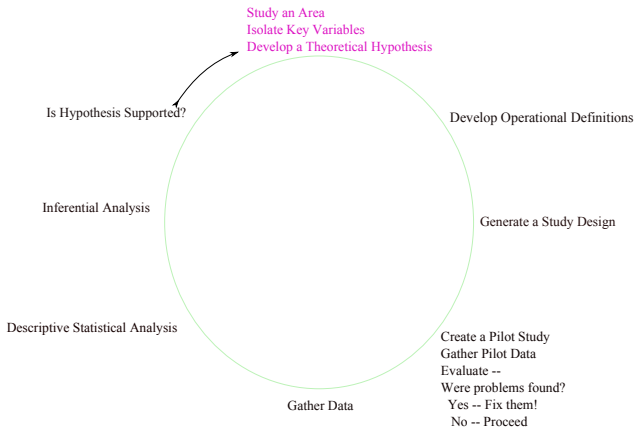 Study an Area
Isolate Key Variables
Develop a Theoretical Hypothesis
Is Hypothesis Supported?
Develop Operational Definitions
Inferential Analysis
Generate a Study Design
Descriptive Statistical Analysis
Create a Pilot Study
Gather Pilot Data
Evaluate --
Were problems found?
Yes -- Fix them!
No -- Proceed
Gather Data